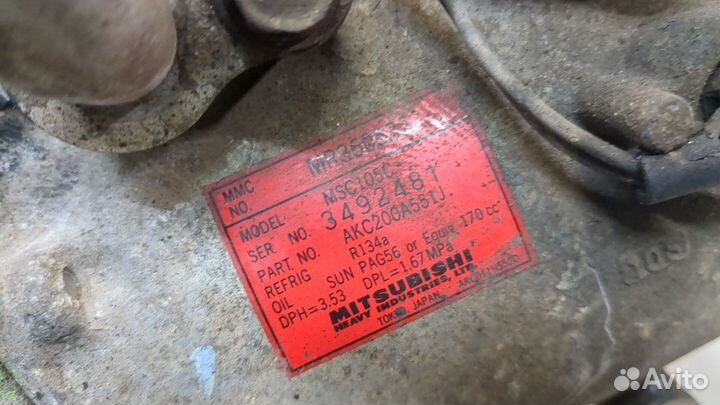 MMC
NO.
MODEL MSC105C
SER NO. 3492481
PART NO. AKC200A551J
REFRIG R134a
OIL SUN PAG56 or Equiv 170 cc
DPH=3.53 DPL=1.67MPa
MITSUBISHI
HEAVY INDUSTRIES, LTD.
TOKYO JAPAN
Avito